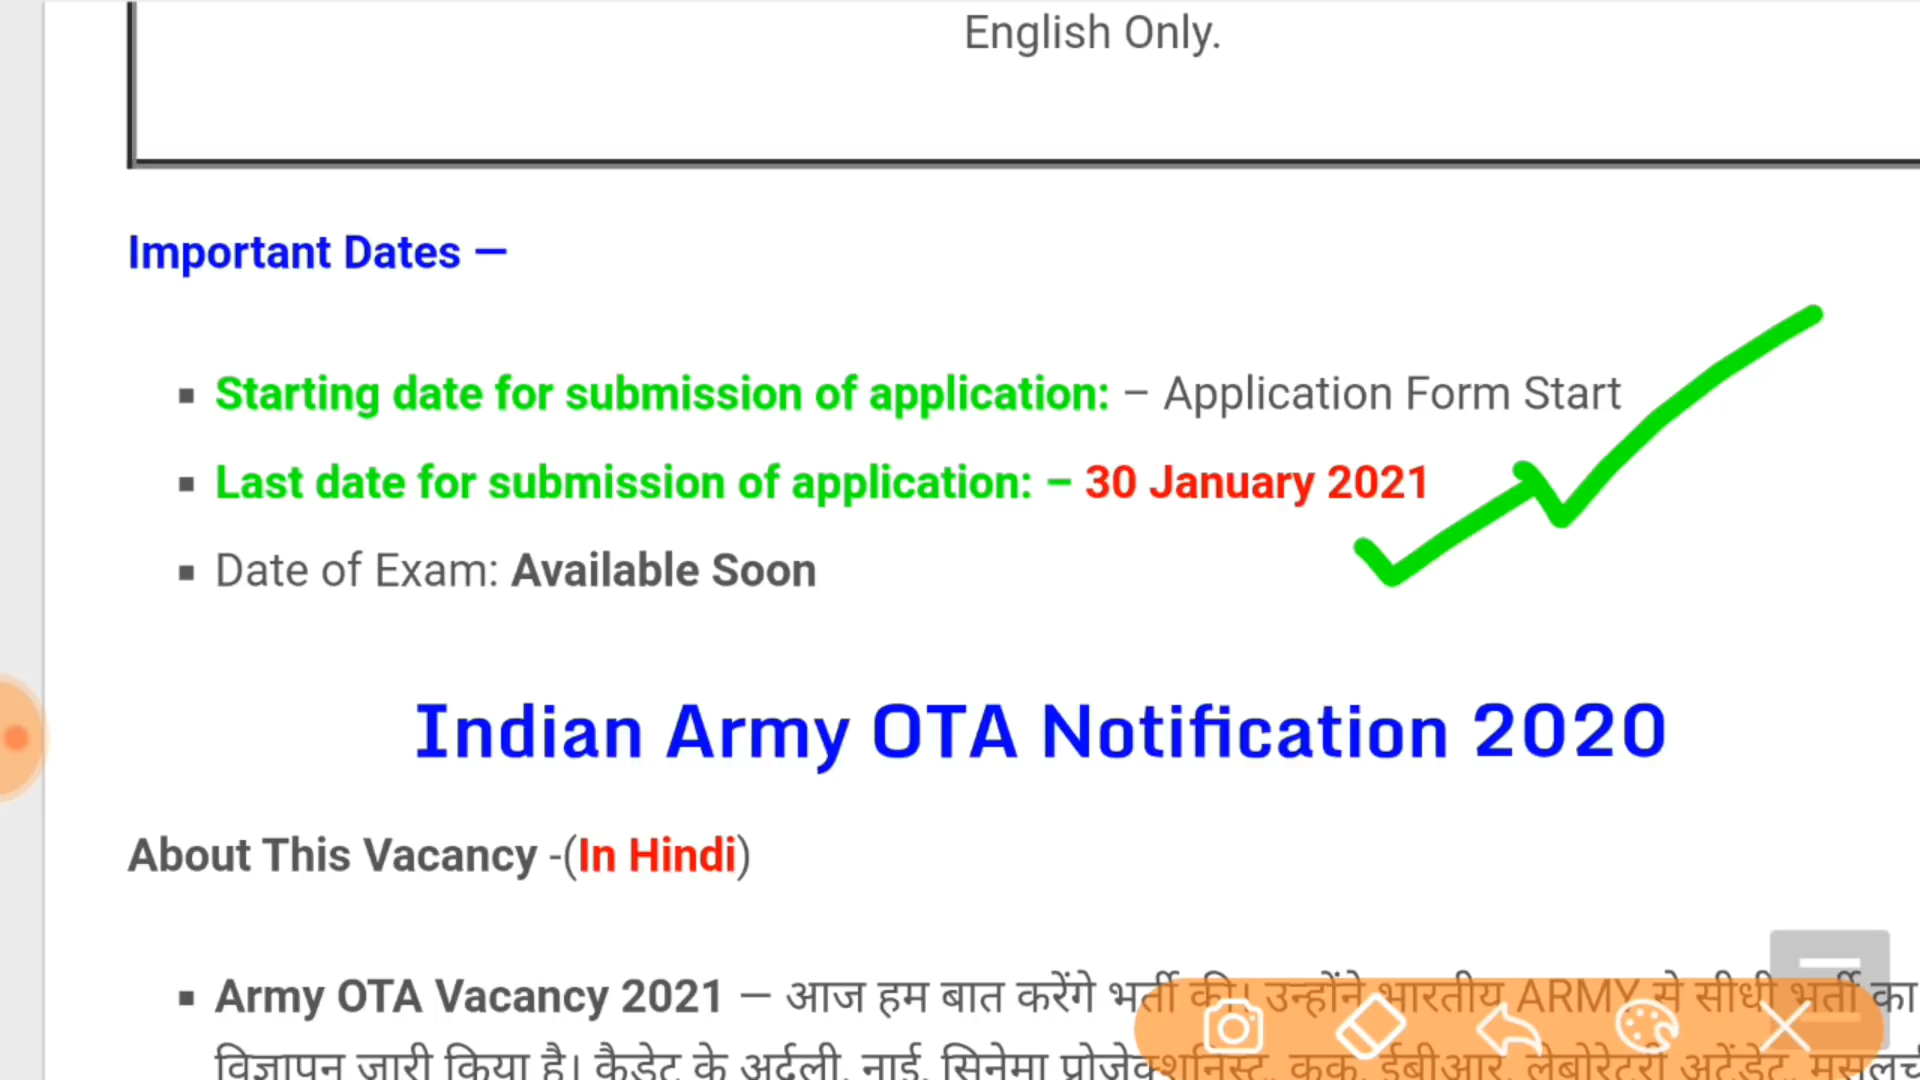 English Only.
Important Dates —
Starting date for submission of application: – Application Form Start
Last date for submission of application: – 30 January 2021
Date of Exam: Available Soon
Indian Army OTA Notification 2020
About This Vacancy -(In Hindi)
Army OTA Vacancy 2021 – आज हम बात करेंगे भर्ती की। उन्होंने भारतीय ARMY से सीधी भर्ती का
विज्ञापन जारी किया है। कैडेट के अर्दली, नाई, सिनेमा प्रोजेक्शनिस्ट, कुक, ईबीआर, लेबोरेटरी अटेंडेंट,